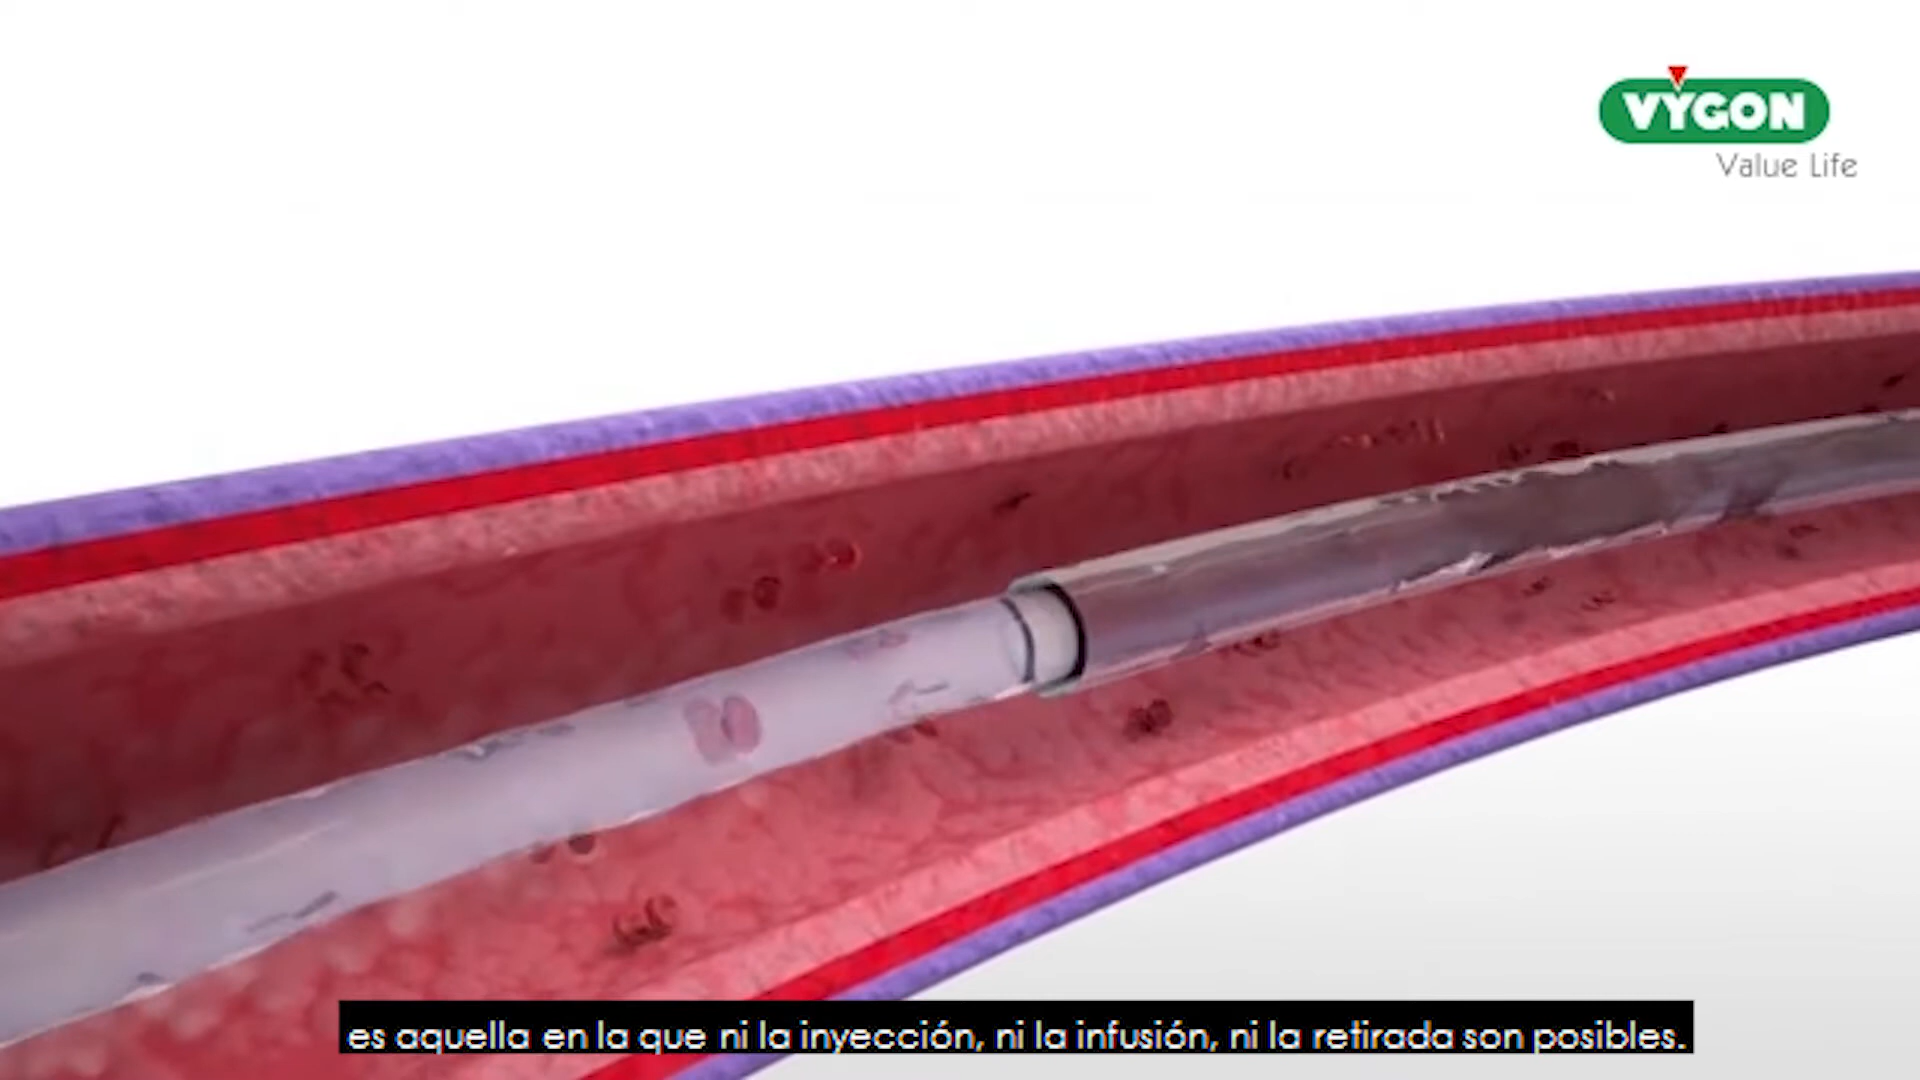 VYGON
Value Life
es aquella en la que ni la inyección, ni la infusión, ni la retirada son posibles.